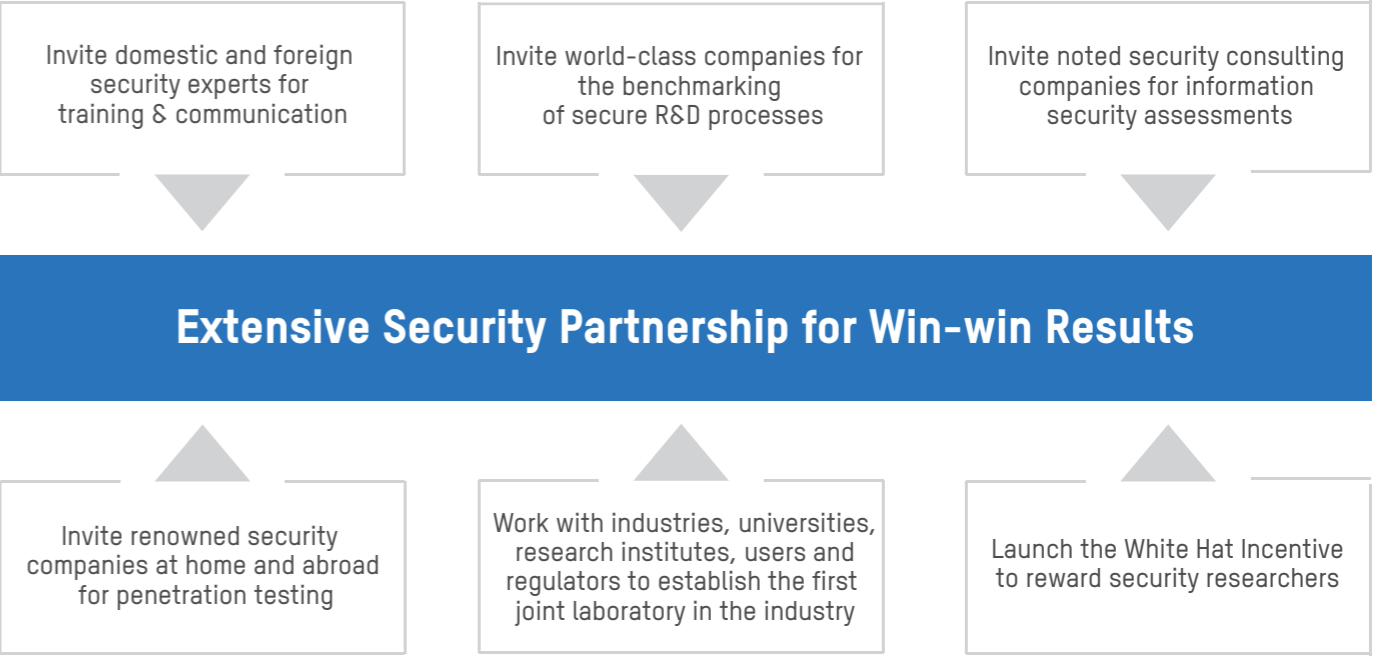 Invite domestic and foreign
security experts for
training & communication
Invite world-class companies for
the benchmarking
of secure R&D processes
Invite noted security consulting
companies for information
security assessments
Extensive Security Partnership for Win-win Results
Invite renowned security
companies at home and abroad
for penetration testing
Work with industries, universities,
research institutes, users and
regulators to establish the first
joint laboratory in the industry
Launch the White Hat Incentive
to reward security researchers